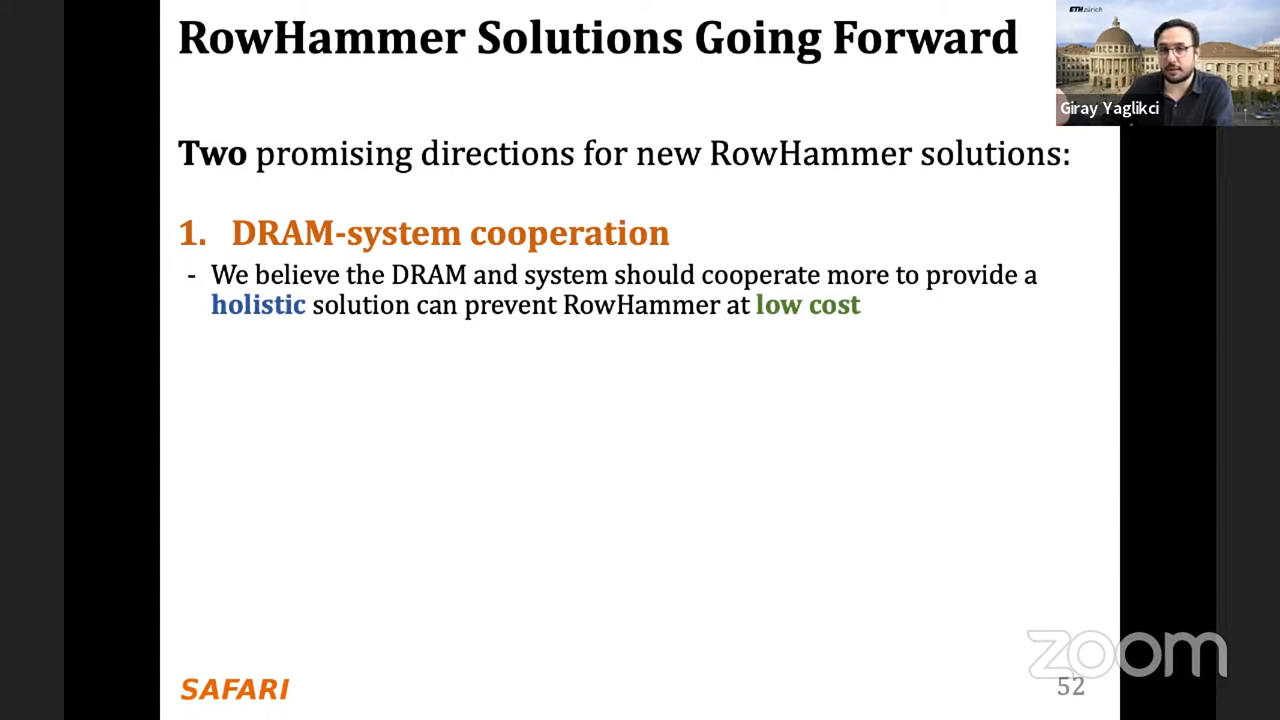 RowHammer Solutions Going Forward
ETH zürich
Giray Yaglikci
Two promising directions for new RowHammer solutions:
1. DRAM-system cooperation
- We believe the DRAM and system should cooperate more to provide a
holistic solution can prevent RowHammer at low cost
zoom
SAFARI
52